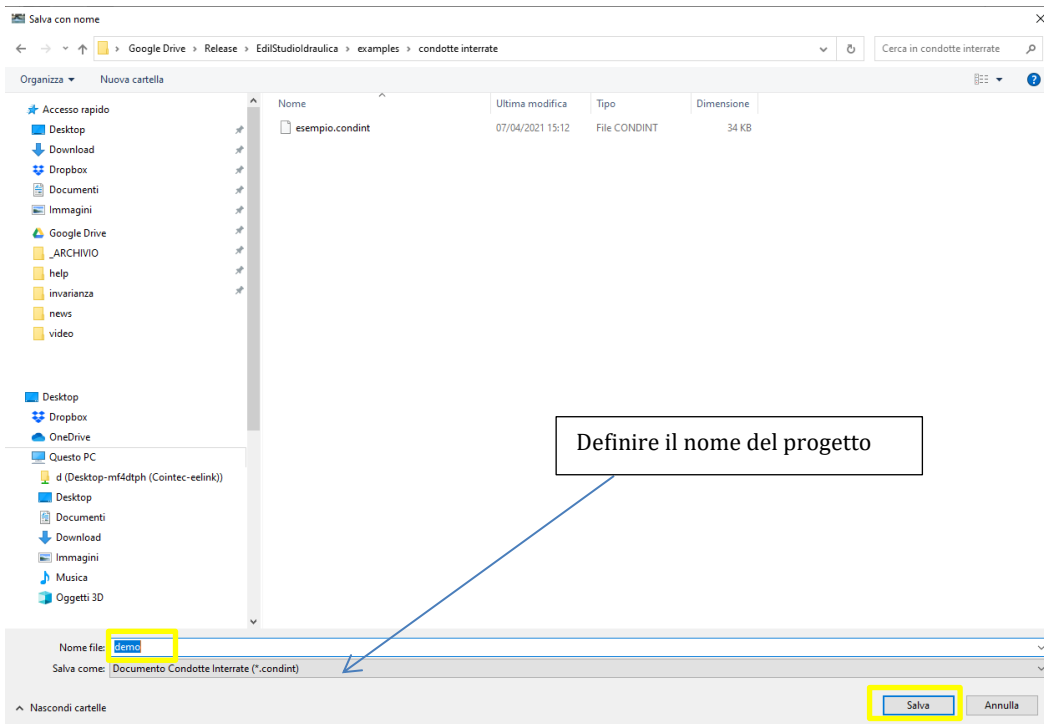 Salva con nome
Google Drive > Release > EdilStudioIdraulica > examples > condotte interrate
Cerca in condotte interrate
Organizza
Nuova cartella
Accesso rapido
Desktop
Download
Dropbox
Documenti
Immagini
Google Drive
_ARCHIVIO
help
invarianza
news
video
Desktop
Dropbox
OneDrive
Questo PC
d (Desktop-mf4dtph (Cointec-eelink))
Desktop
Documenti
Download
Immagini
Musica
Oggetti 3D
Nome Ultima modifica Tipo Dimensione
esempio.condint 07/04/2021 15:12 File CONDINT 34 KB
Definire il nome del progetto
Nome file: demo
Salva come: Documento Condotte Interrate (*.condint)
Nascondi cartelle
Salva
Annulla